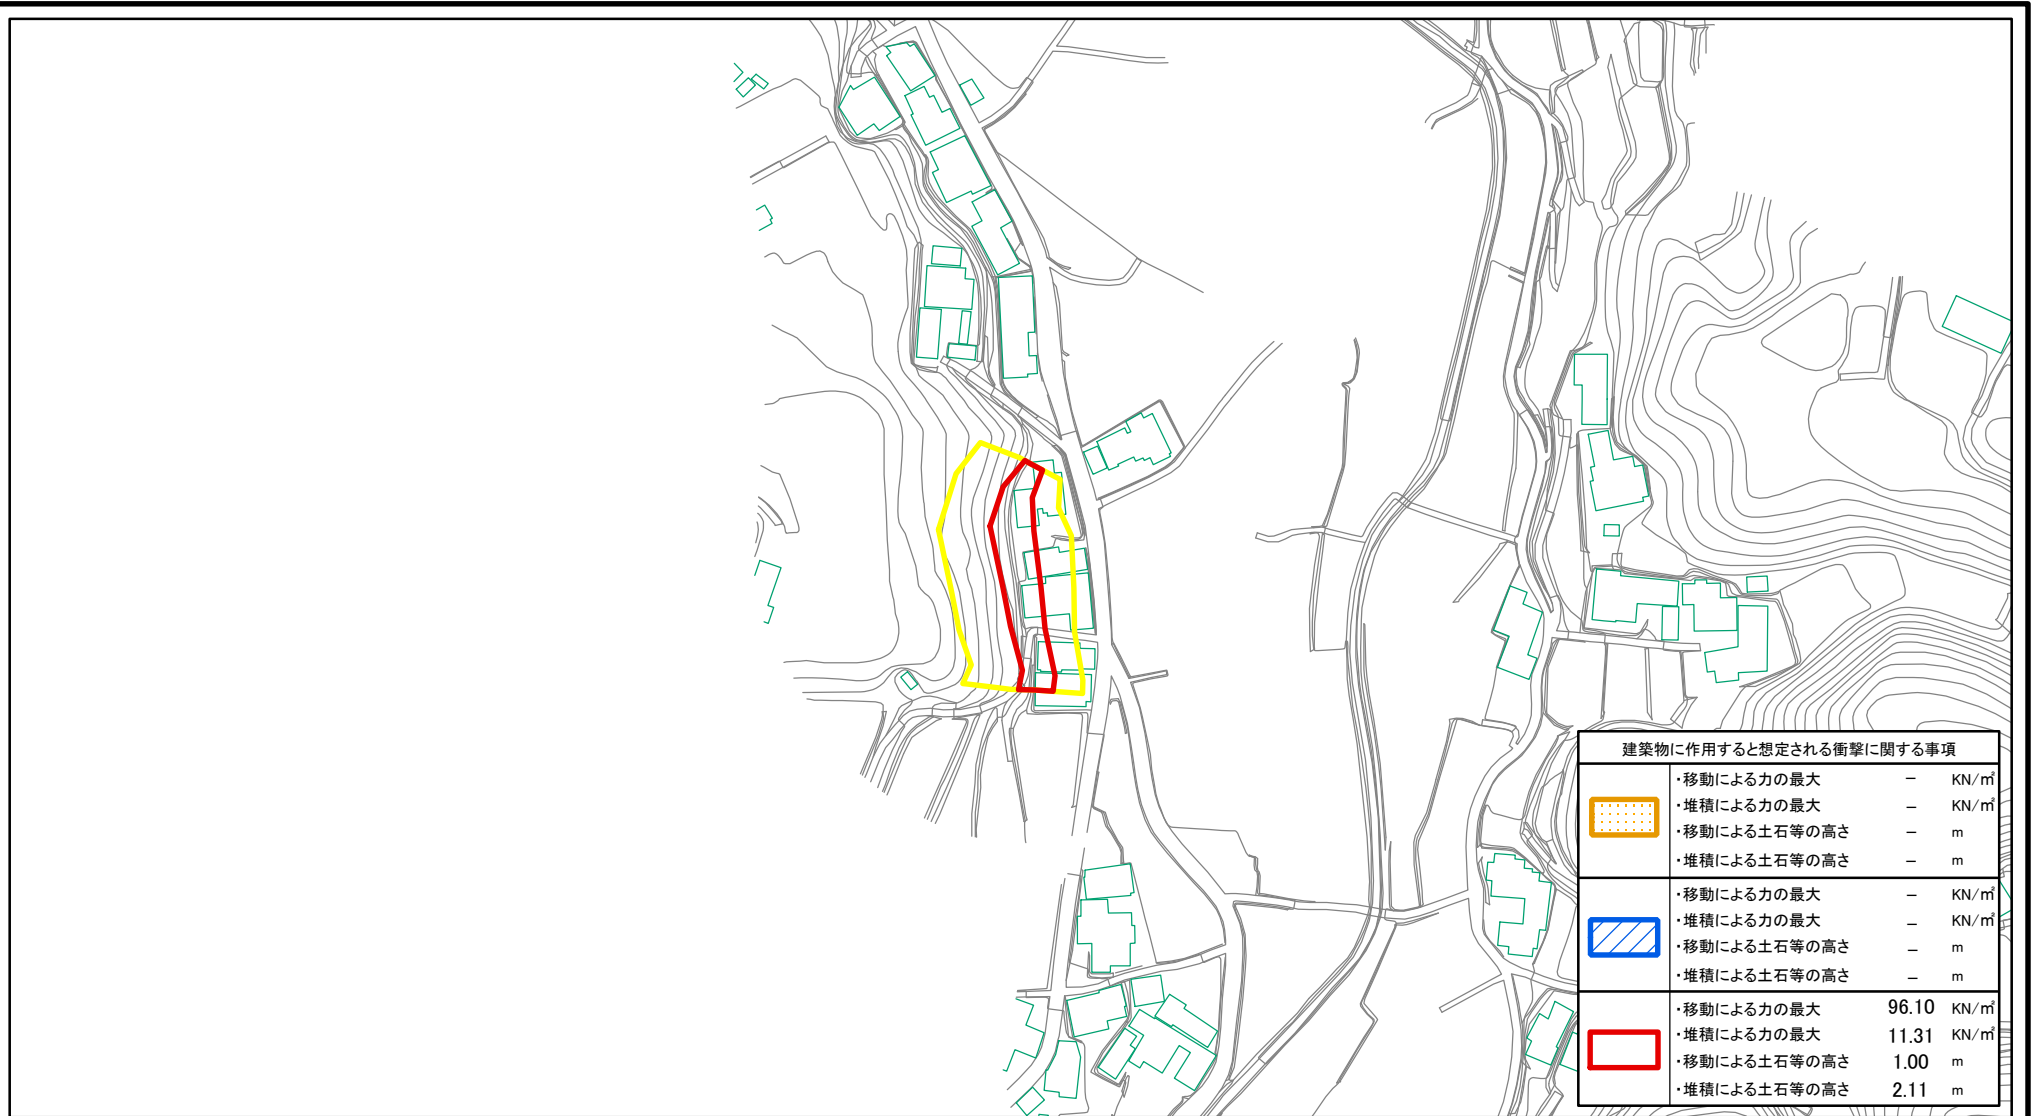 建築物に作用すると想定される衝撃に関する事項
・移動による力の最大 － KN/㎡
・堆積による力の最大 － KN/㎡
・移動による土石等の高さ － m
・堆積による土石等の高さ － m
・移動による力の最大 － KN/㎡
・堆積による力の最大 － KN/㎡
・移動による土石等の高さ － m
・堆積による土石等の高さ － m
・移動による力の最大 96.10 KN/㎡
・堆積による力の最大 11.31 KN/㎡
・移動による土石等の高さ 1.00 m
・堆積による土石等の高さ 2.11 m